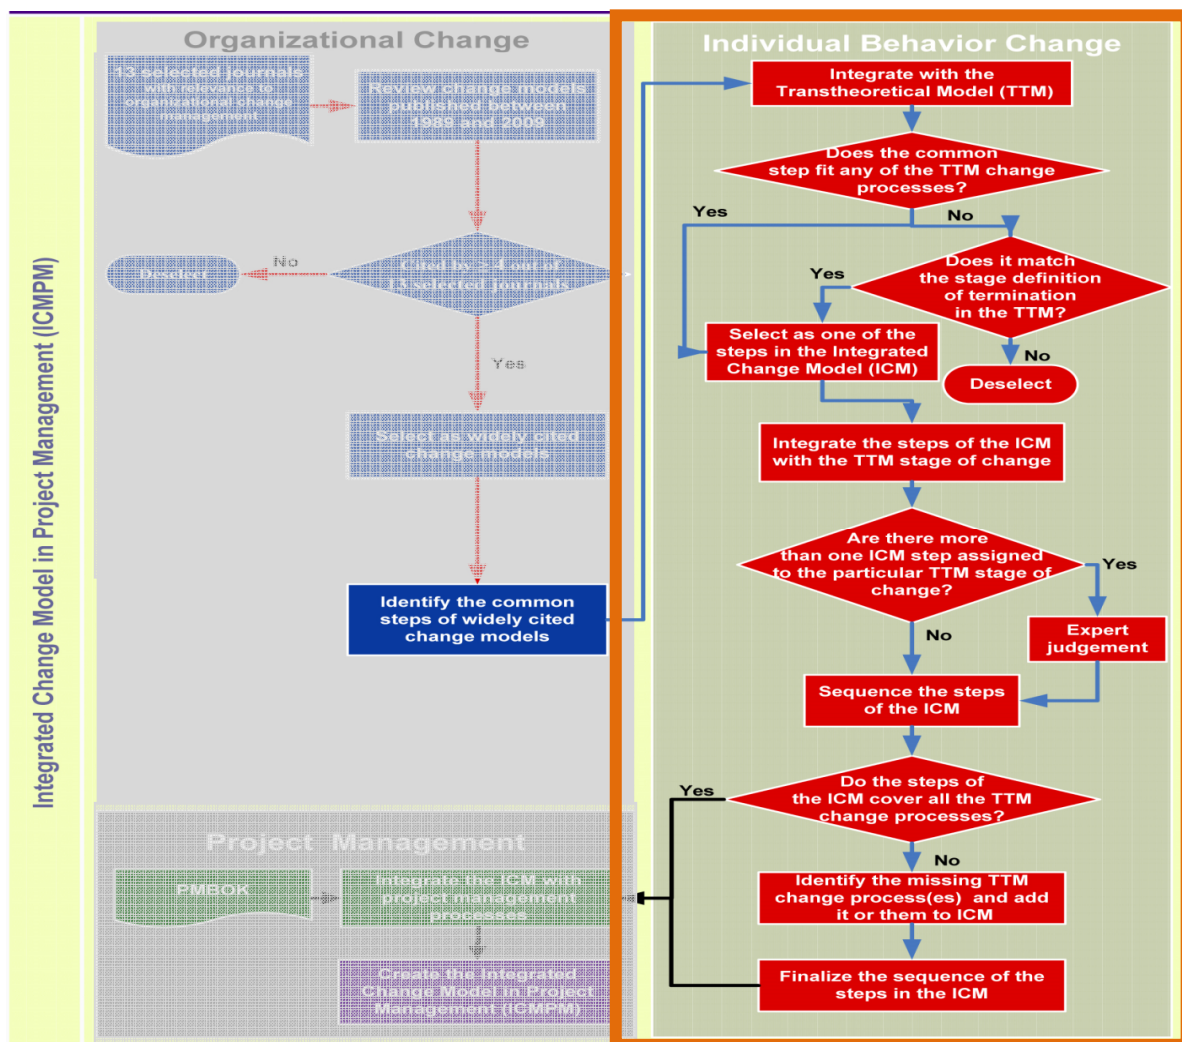 Integrated Change Model in Project Management (ICMPM)
Organizational Change
13 selected journals
with relevance to
organizational change
management
Review change models
published between
1989 and 2009
Cited by ≥ 4 out of
13 selected journals
No
Deselect
Yes
Select as widely cited
change models
Identify the common
steps of widely cited
change models
Individual Behavior Change
Integrate with the
Transtheoretical Model (TTM)
Does the common
step fit any of the TTM change
processes?
Yes
No
Does it match
the stage definition
of termination
in the TTM?
Yes
No
Select as one of the
steps in the Integrated
Change Model (ICM)
Deselect
Integrate the steps of the ICM
with the TTM stage of change
Are there more
than one ICM step assigned
to the particular TTM stage of
change?
Yes
No
Expert
judgement
Sequence the steps
of the ICM
Do the steps of
the ICM cover all the TTM
change processes?
Yes
No
Identify the missing TTM
change process(es) and add
it or them to ICM
Finalize the sequence of the
steps in the ICM
Project Management
PMBOK
Integrate the ICM with
project management
processes
Create the Integrated
Change Model in Project
Management (ICMPM)